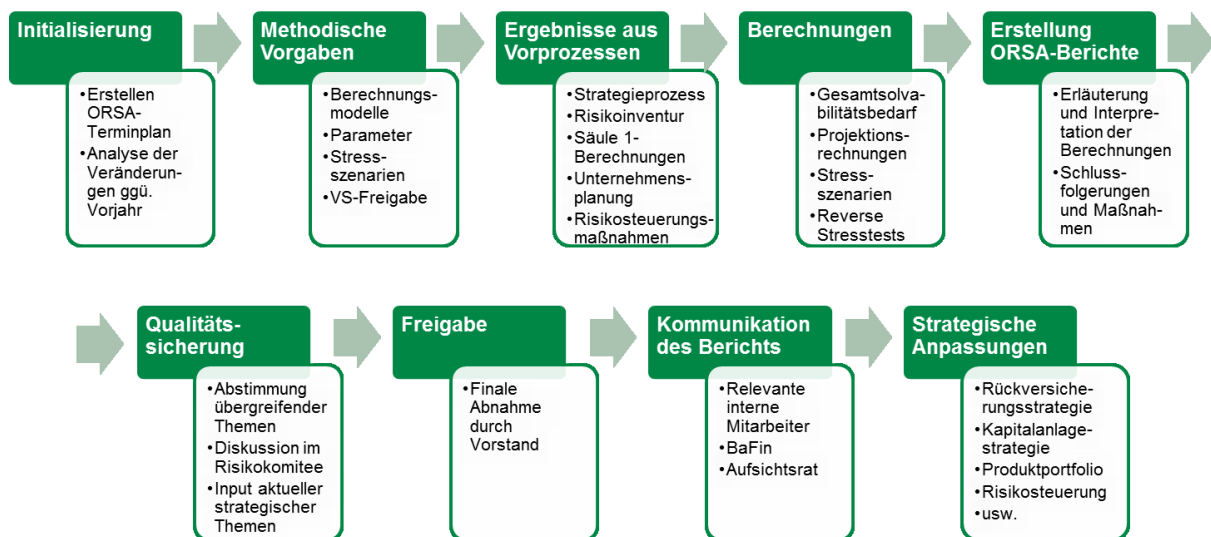 Initialisierung
• Erstellen
ORSA-
Terminplan
• Analyse der
Veränderun-
gen ggü.
Vorjahr
Methodische
Vorgaben
• Berechnungs-
modelle
• Parameter
• Stress-
szenarien
• VS-Freigabe
Ergebnisse aus
Vorprozessen
• Strategieprozess
• Risikoinventur
• Säule 1-
Berechnungen
• Unternehmens-
planung
• Risikosteuerungs-
maßnahmen
Berechnungen
• Gesamtsolva-
bilitätsbedarf
• Projektions-
rechnungen
• Stress-
szenarien
• Reverse
Stresstests
Erstellung
ORSA-Berichte
• Erläuterung
und Interpre-
tation der
Berechnungen
• Schluss-
folgerungen
und Maßnah-
men
Qualitäts-
sicherung
• Abstimmung
übergreifender
Themen
• Diskussion im
Risikokomitee
• Input aktueller
strategischer
Themen
Freigabe
• Finale
Abnahme
durch
Vorstand
Kommunikation
des Berichts
• Relevante
interne
Mitarbeiter
• BaFin
• Aufsichtsrat
Strategische
Anpassungen
• Rückversiche-
rungsstrategie
• Kapitalanlage-
strategie
• Produktportfolio
• Risikosteuerung
• usw.